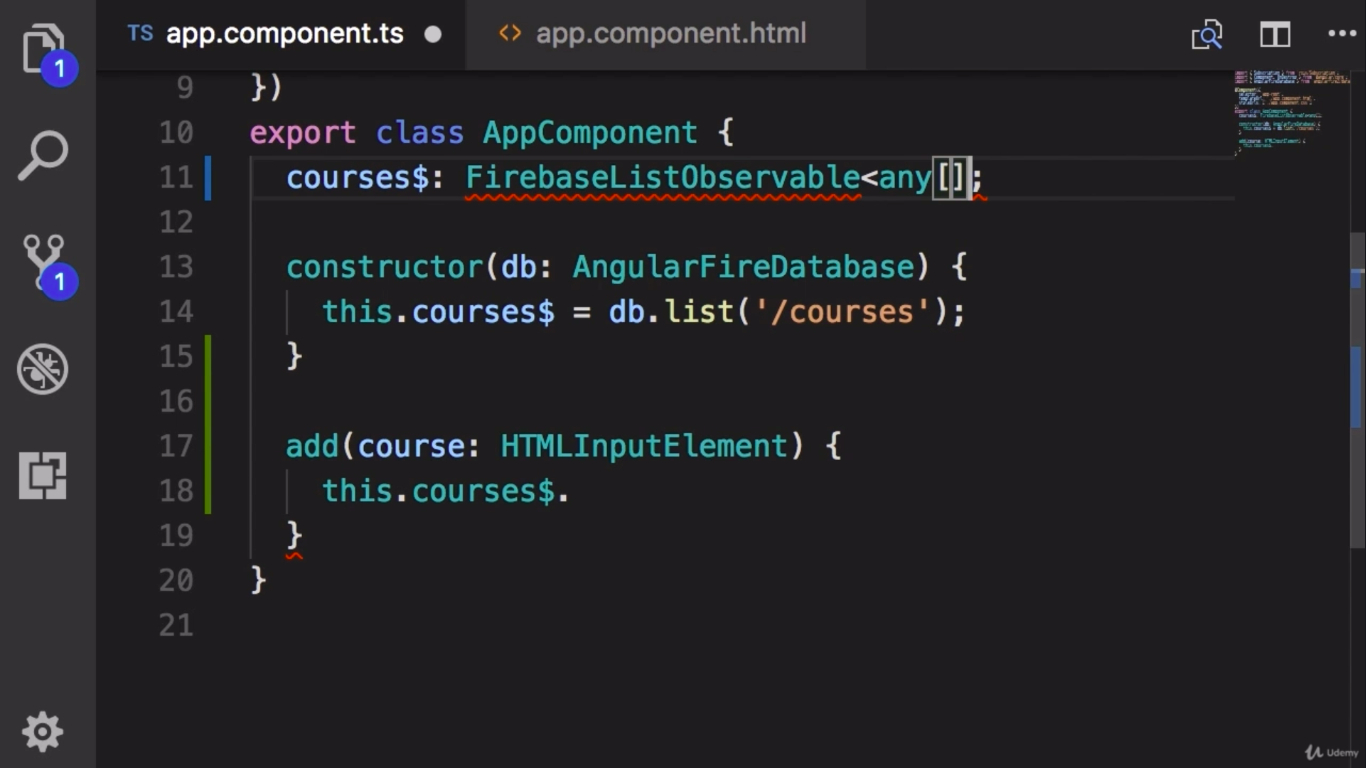 TS app.component.ts ● <> app.component.html
1
9 })
10 export class AppComponent {
11 courses$: FirebaseListObservable<any[];
12
13 constructor(db: AngularFireDatabase) {
1
14 this.courses$ = db.list('/courses');
15 }
16
17 add(course: HTMLInputElement) {
18 this.courses$.
19 }
20 }
21
Udemy